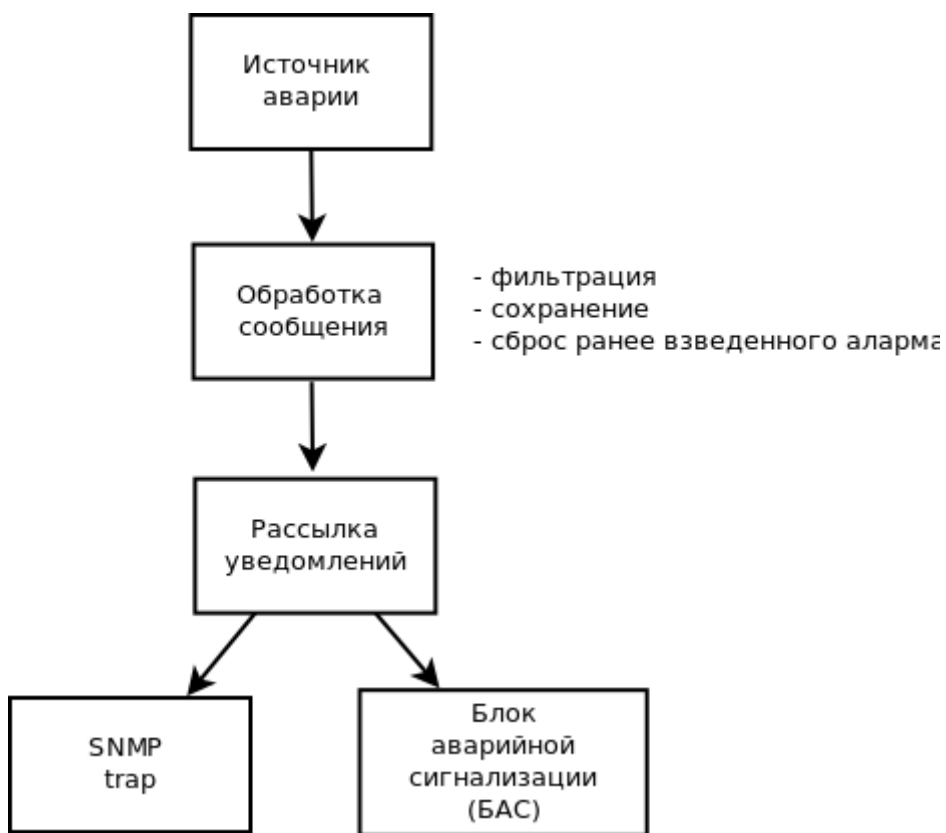 Источник
аварии
Обработка
сообщения
- фильтрация
- сохранение
- сброс ранее взведенного аларма
Рассылка
уведомлений
SNMP
trap
Блок
аварийной
сигнализации
(БАС)